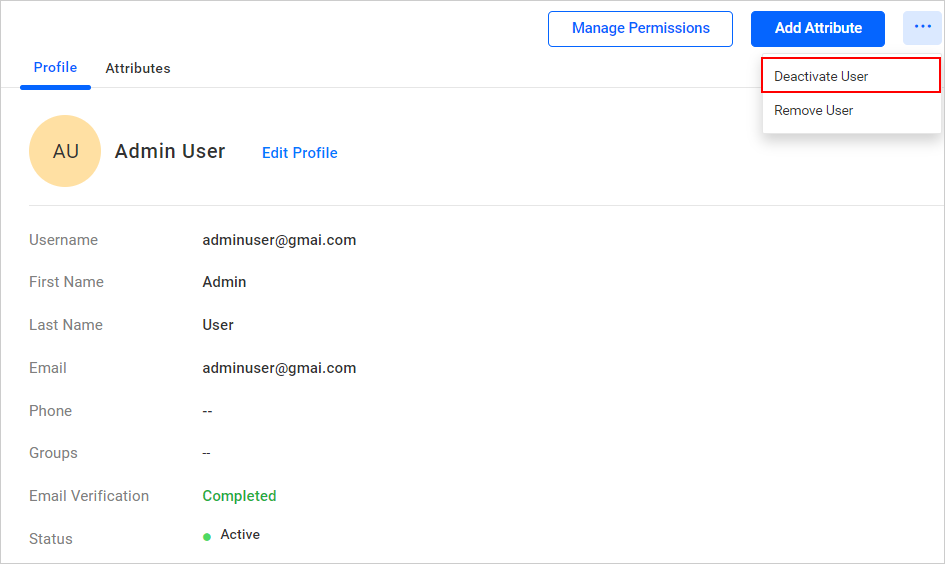 Manage Permissions
Add Attribute
...
Profile
Attributes
Deactivate User
Remove User
AU
Admin User
Edit Profile
Username adminuser@gmai.com
First Name Admin
Last Name User
Email adminuser@gmai.com
Phone --
Groups --
Email Verification Completed
Status Active